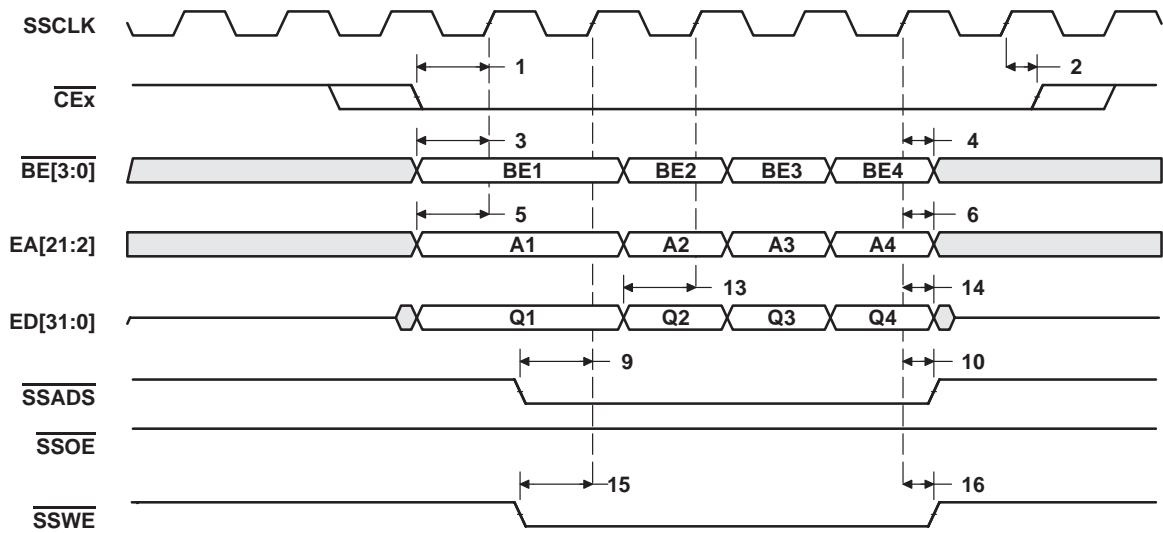 SSCLK
1 2
CEx
3 4
BE[3:0] BE1 BE2 BE3 BE4
5 6
EA[21:2] A1 A2 A3 A4
13 14
ED[31:0] Q1 Q2 Q3 Q4
9 10
SSADS
SSOE
15 16
SSWE